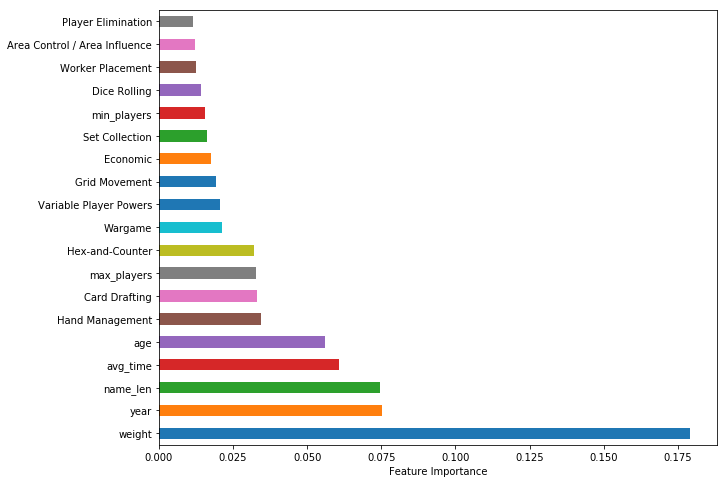 Player Elimination
Area Control / Area Influence
Worker Placement
Dice Rolling
min_players
Set Collection
Economic
Grid Movement
Variable Player Powers
Wargame
Hex-and-Counter
max_players
Card Drafting
Hand Management
age
avg_time
name_len
year
weight
0.000 0.025 0.050 0.075 0.100 0.125 0.150 0.175
Feature Importance